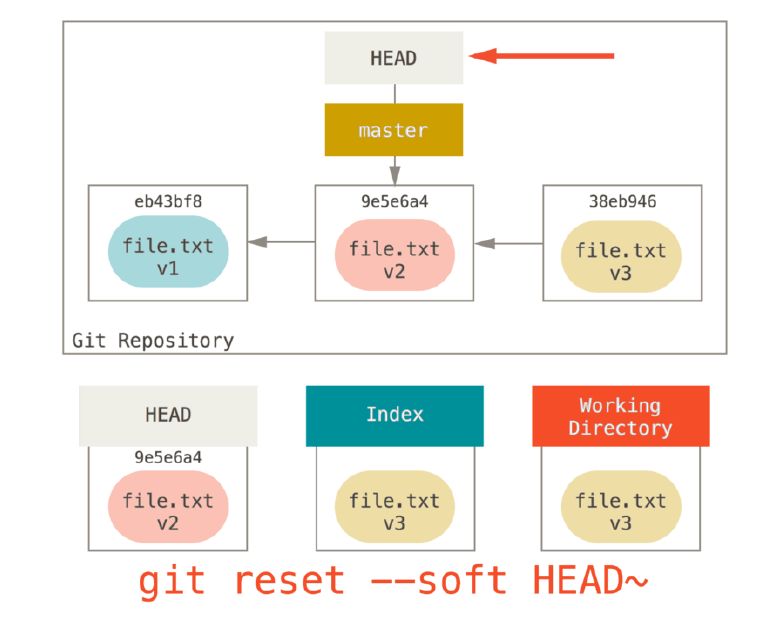 HEAD
master
eb43bf8
9e5e6a4
38eb946
file.txt
v1
file.txt
v2
file.txt
v3
Git Repository
HEAD
Index
Working
Directory
9e5e6a4
file.txt
v2
file.txt
v3
file.txt
v3
git reset --soft HEAD~